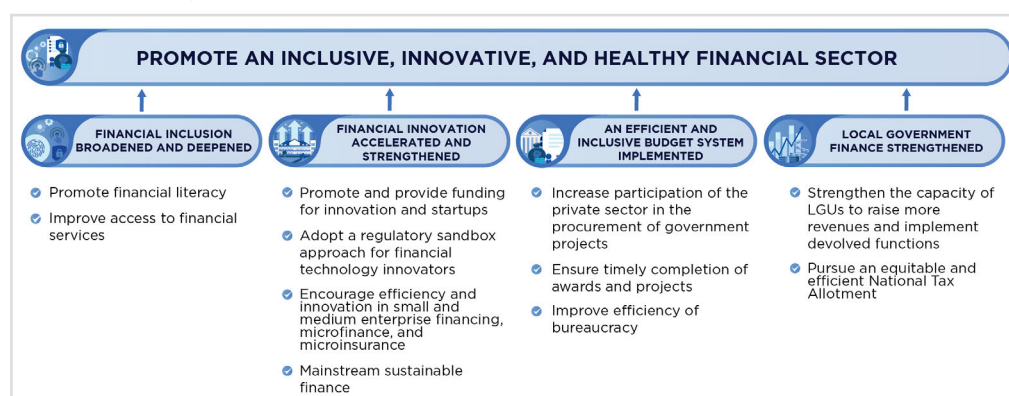 PROMOTE AN INCLUSIVE, INNOVATIVE, AND HEALTHY FINANCIAL SECTOR
FINANCIAL INCLUSION
BROADENED AND DEEPENED
Promote financial literacy
Improve access to financial
services
FINANCIAL INNOVATION
ACCELERATED AND
STRENGTHENED
Promote and provide funding
for innovation and startups
Adopt a regulatory sandbox
approach for financial
technology innovators
Encourage efficiency and
innovation in small and
medium enterprise financing,
microfinance, and
microinsurance
Mainstream sustainable
finance
AN EFFICIENT AND
INCLUSIVE BUDGET SYSTEM
IMPLEMENTED
Increase participation of the
private sector in the
procurement of government
projects
Ensure timely completion of
awards and projects
Improve efficiency of
bureaucracy
LOCAL GOVERNMENT
FINANCE STRENGTHENED
Strengthen the capacity of
LGUs to raise more
revenues and implement
devolved functions
Pursue an equitable and
efficient National Tax
Allotment